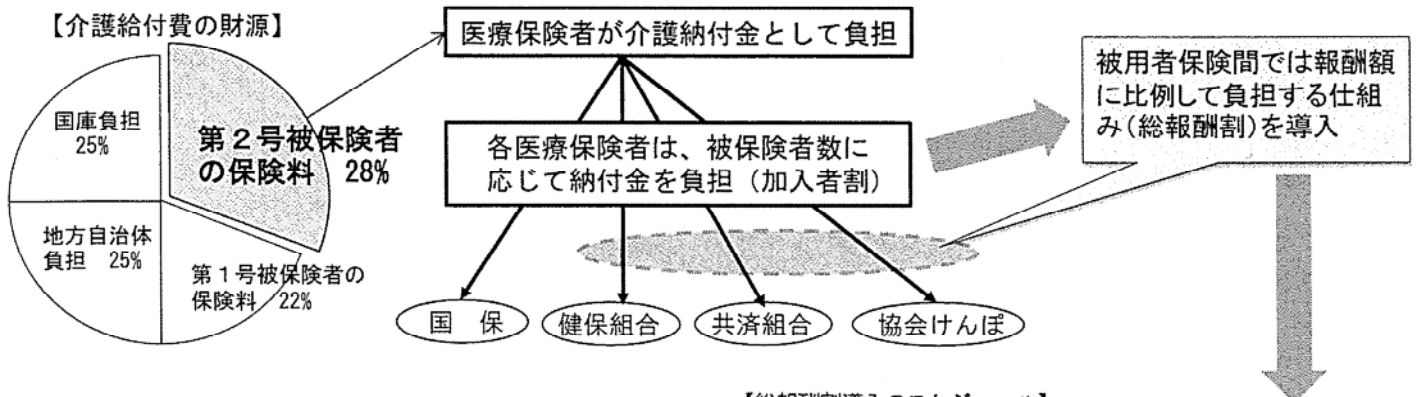 【介護給付費の財源】
国庫負担
25%
第２号被保険者
の保険料　28%
地方自治体
負担　25%
第１号被保険者の
保険料　22%
医療保険者が介護納付金として負担
各医療保険者は、被保険者数に
応じて納付金を負担（加入者割）
被用者保険間では報酬額
に比例して負担する仕組
み（総報酬割）を導入
国　保
健保組合
共済組合
協会けんぽ